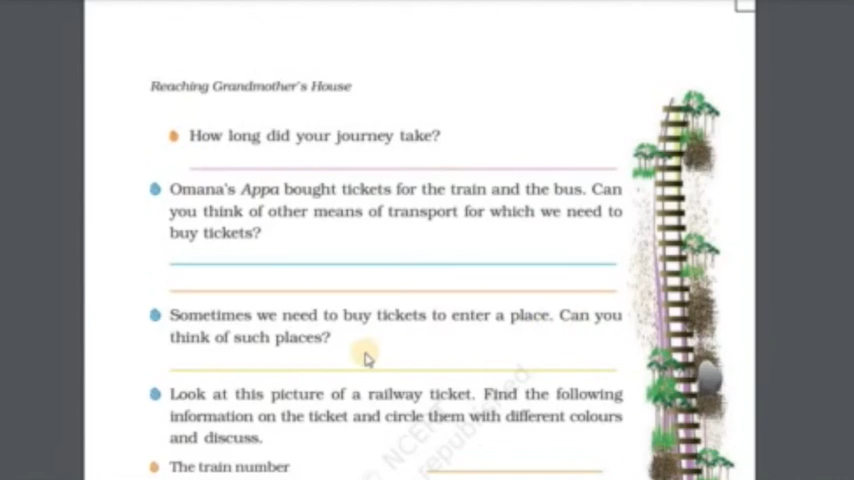 Reaching Grandmother's House
How long did your journey take?
Omana's Appa bought tickets for the train and the bus. Can
you think of other means of transport for which we need to
buy tickets?
Sometimes we need to buy tickets to enter a place. Can you
think of such places?
Look at this picture of a railway ticket. Find the following
information on the ticket and circle them with different colours
and discuss.
The train number
© NCERT
republished